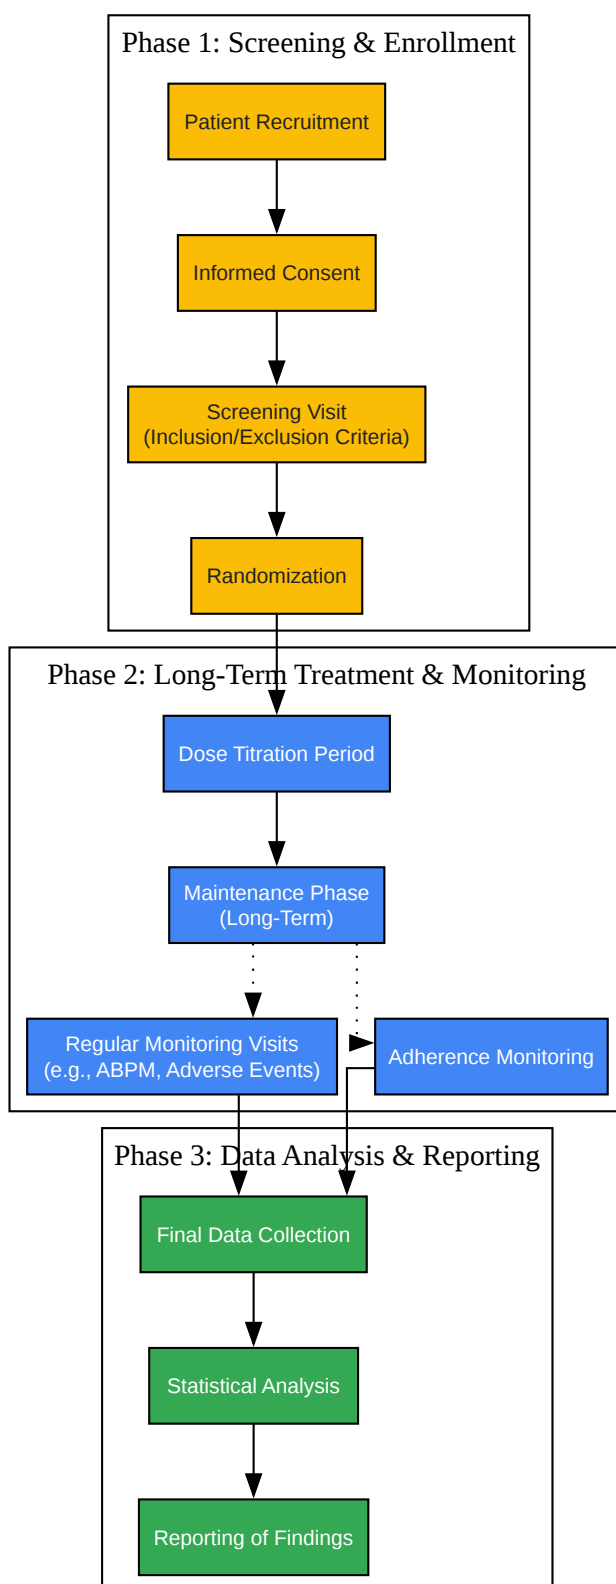 Phase 1: Screening & Enrollment
Patient Recruitment
Informed Consent
Screening Visit
(Inclusion/Exclusion Criteria)
Randomization
Phase 2: Long-Term Treatment & Monitoring
Dose Titration Period
Maintenance Phase
(Long-Term)
Regular Monitoring Visits
(e.g., ABPM, Adverse Events)
Adherence Monitoring
Phase 3: Data Analysis & Reporting
Final Data Collection
Statistical Analysis
Reporting of Findings